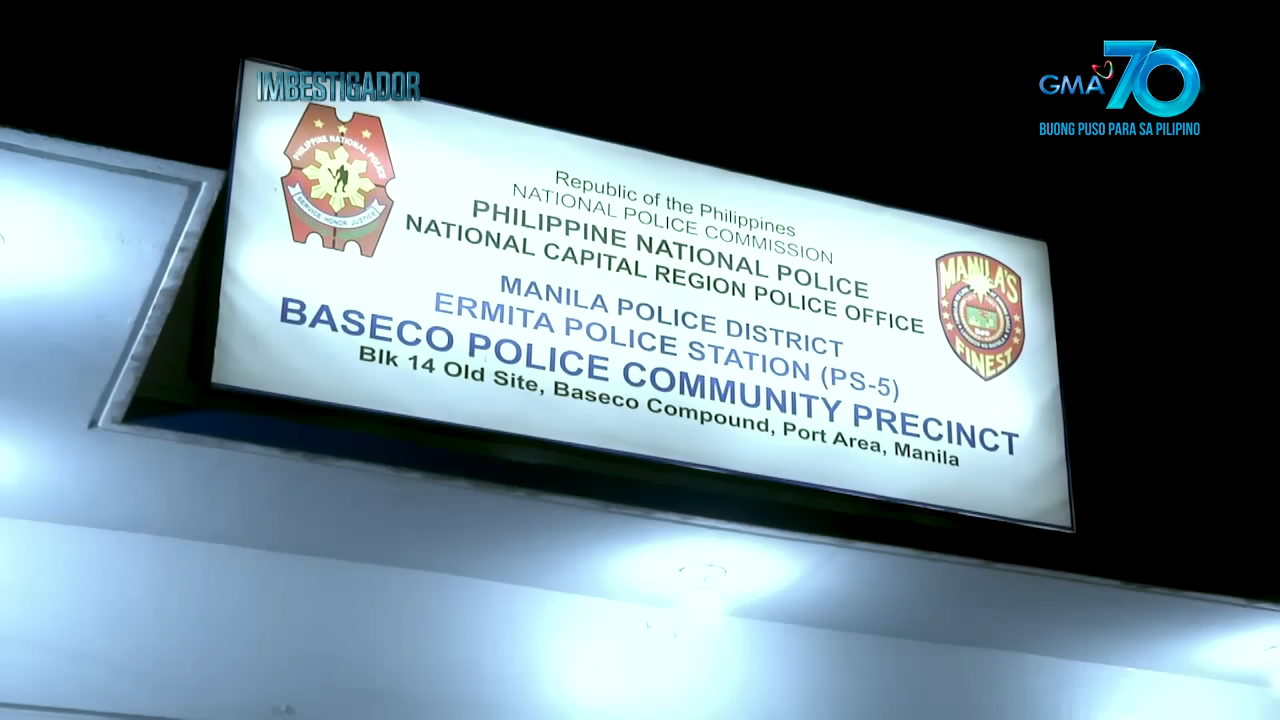 IMBESTIGADOR
GMA 70
BUONG PUSO PARA SA PILIPINO
PHILIPPINE NATIONAL POLICE
SERVICE HONOR JUSTICE
Republic of the Philippines
NATIONAL POLICE COMMISSION
PHILIPPINE NATIONAL POLICE
NATIONAL CAPITAL REGION POLICE OFFICE
MANILA'S
FINEST
MANILA POLICE DISTRICT
ERMITA POLICE STATION (PS-5)
BASECO POLICE COMMUNITY PRECINCT
Blk 14 Old Site, Baseco Compound, Port Area, Manila